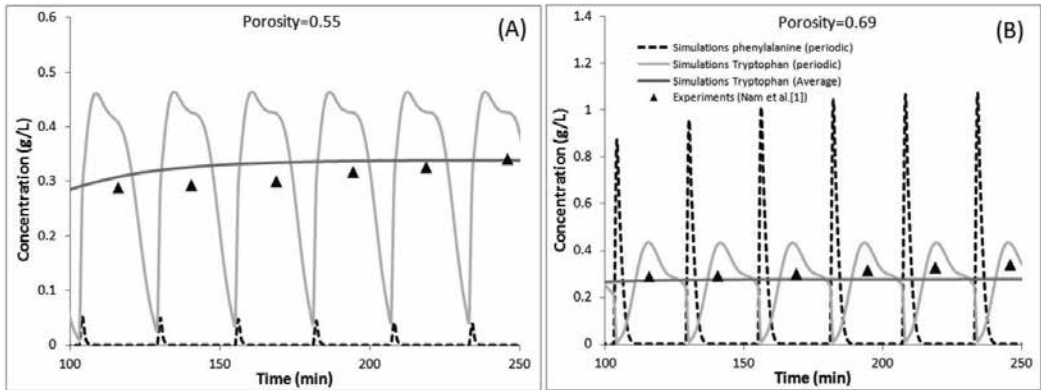 Porosity=0.55
(A)
0.6
0.5
0.4
0.3
0.2
0.1
0
Concentration (g/L)
100
150
200
250
Time (min)
Porosity=0.69
(B)
Simulations phenylalanine (periodic)
Simulations Tryptophan (periodic)
Simulations Tryptophan (Average)
Experiments (Nam et al.[1])
1.4
1.2
1
0.8
0.6
0.4
0.2
0
Concentration (g/L)
100
150
200
250
Time (min)